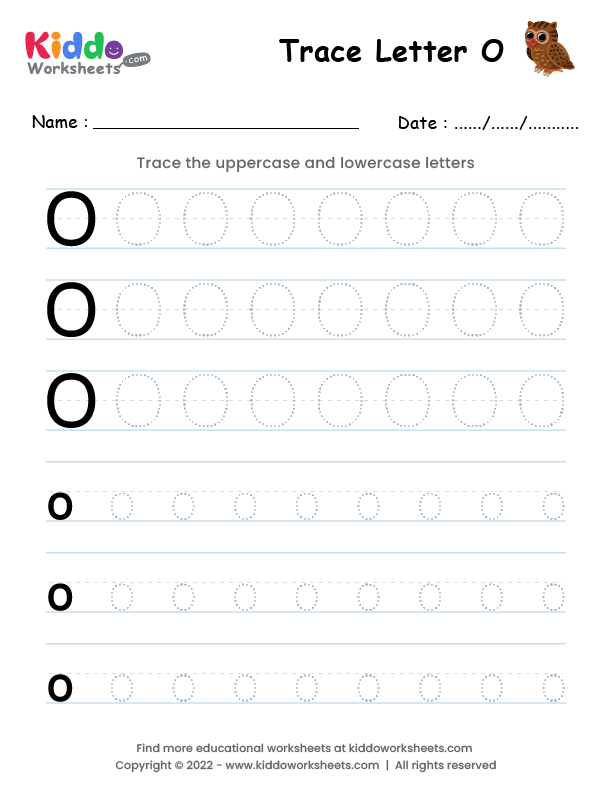 Kiddo
Worksheets.com
Trace Letter O
Name : ________________
Date : ....../....../...........
Trace the uppercase and lowercase letters
O O O O O O O O
O O O O O O O O
O O O O O O O O
o o o o o o o o o
o o o o o o o o o
o o o o o o o o o
Find more educational worksheets at kiddoworksheets.com
Copyright © 2022 - www.kiddoworksheets.com | All rights reserved